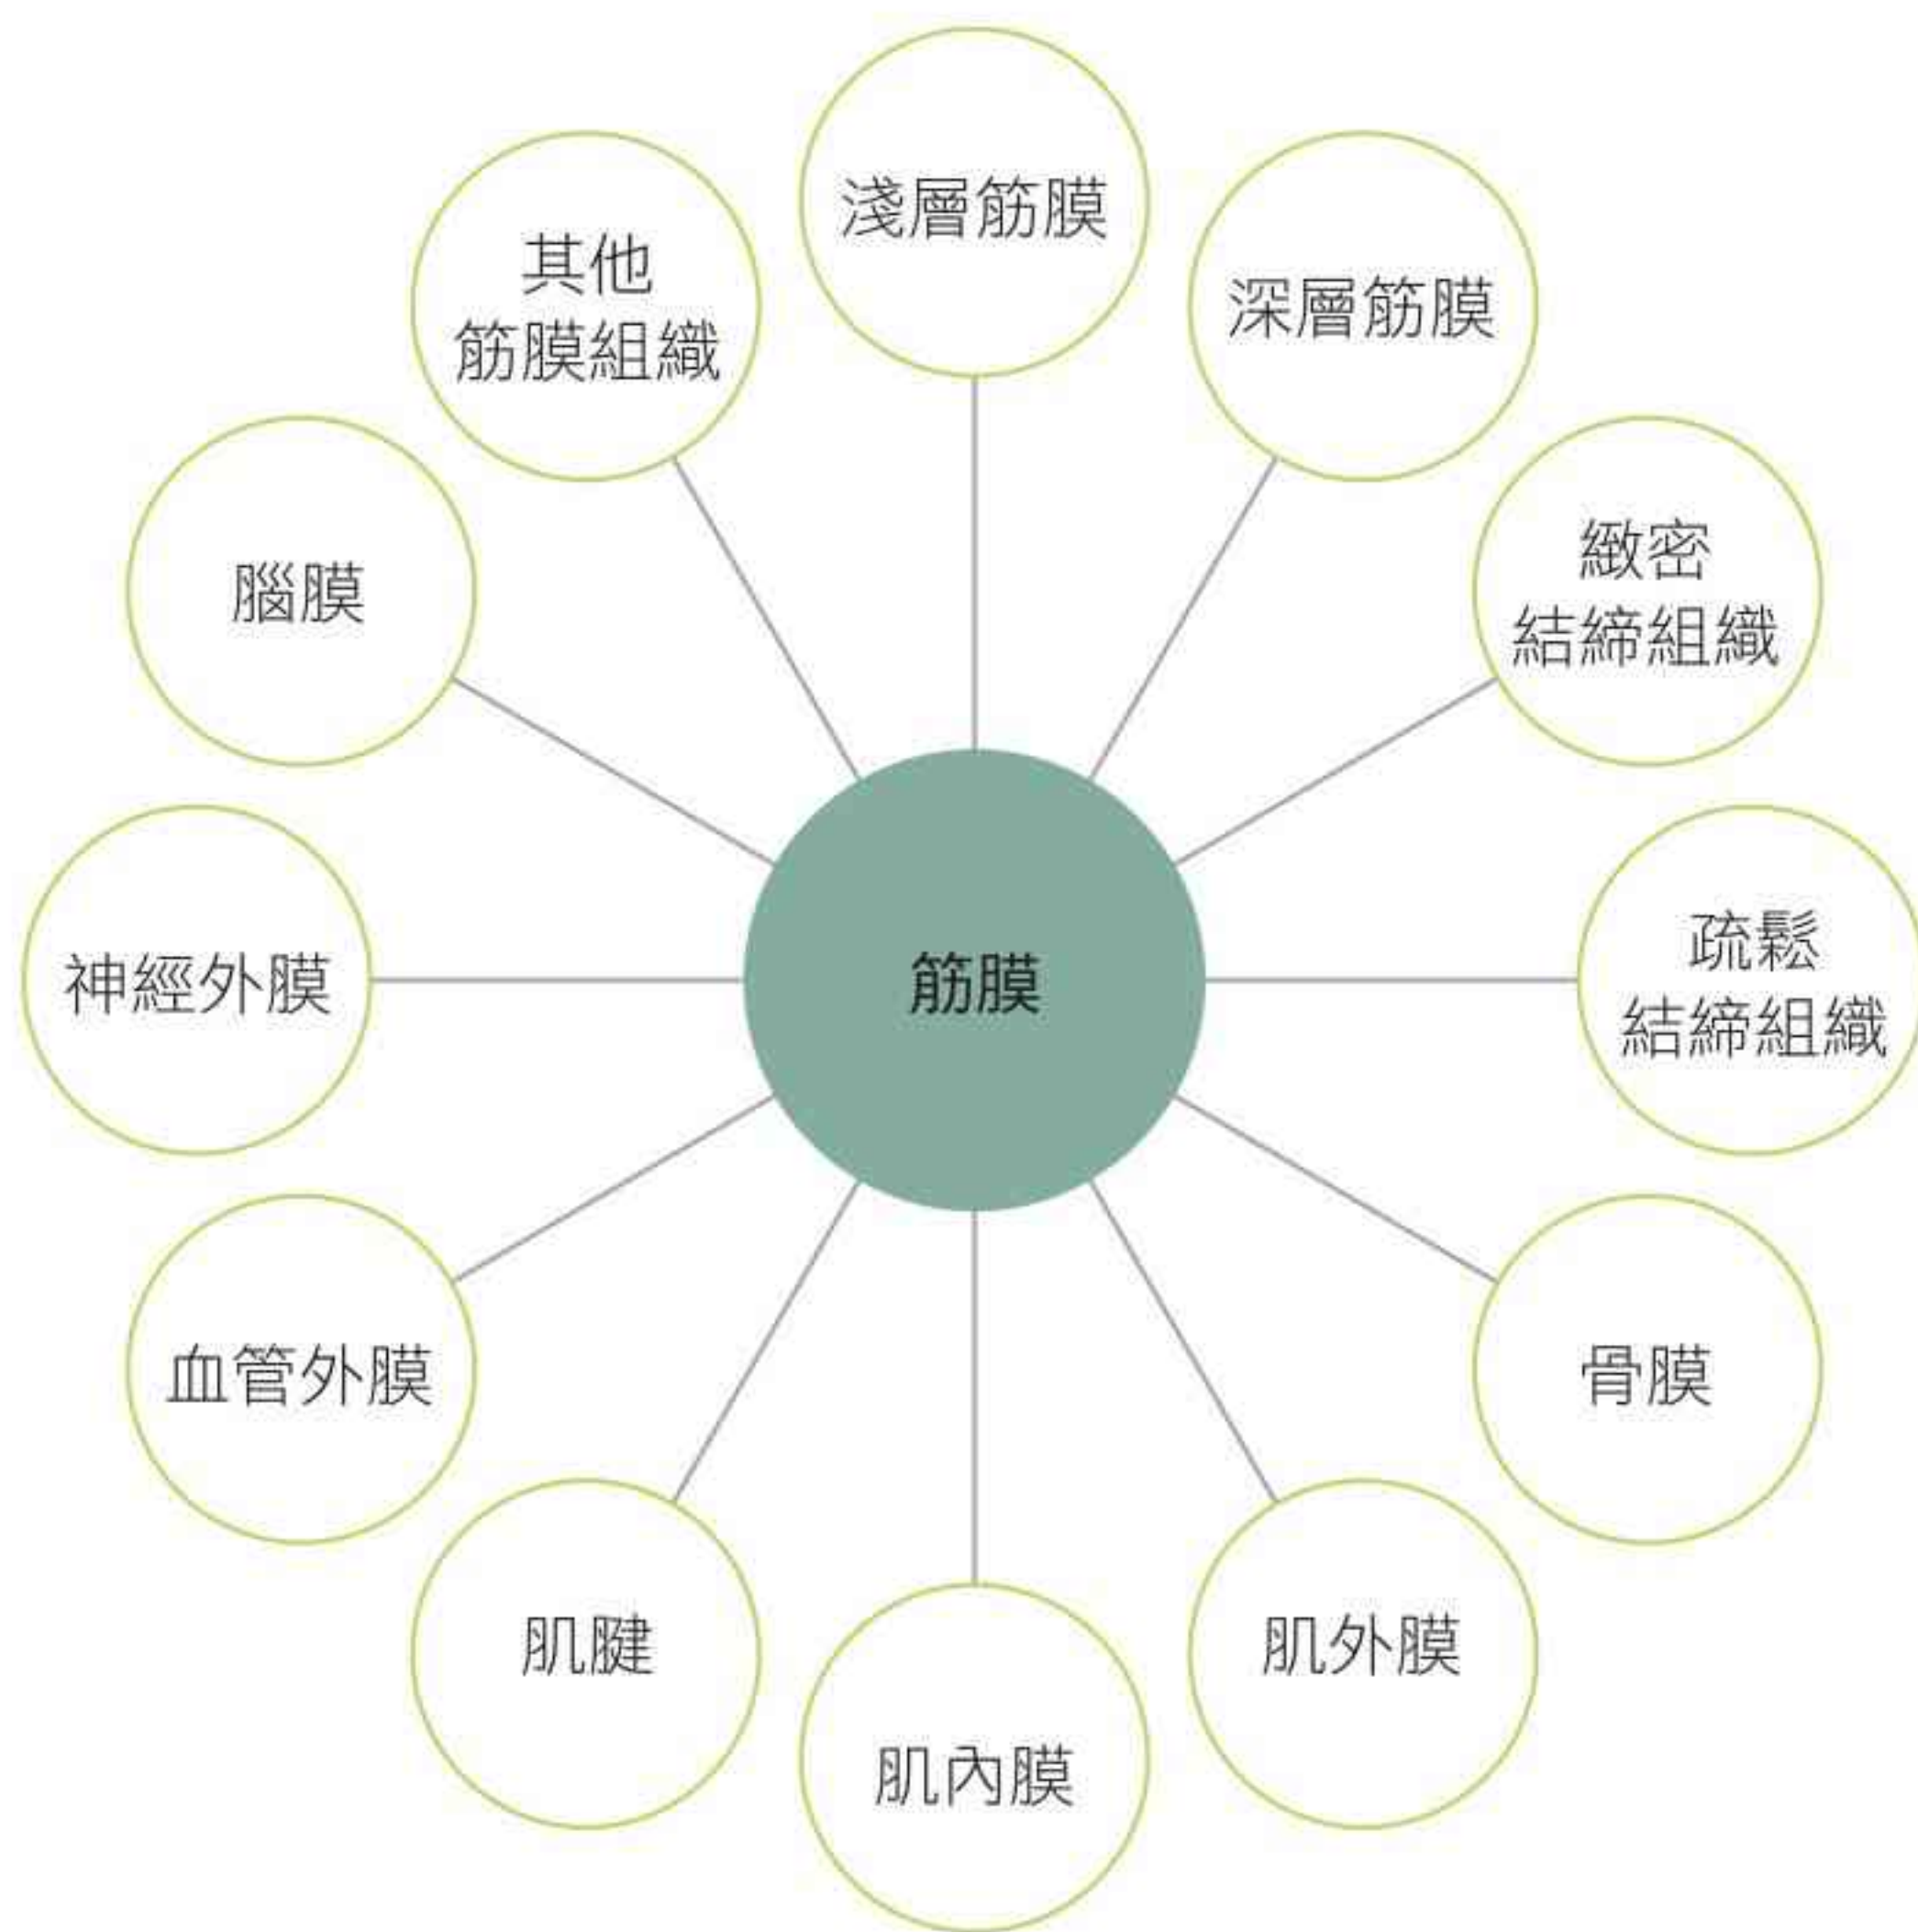 淺層筋膜
深層筋膜
緻密
結締組織
疏鬆
結締組織
骨膜
肌外膜
肌內膜
肌腱
血管外膜
神經外膜
腦膜
其他
筋膜組織
筋膜